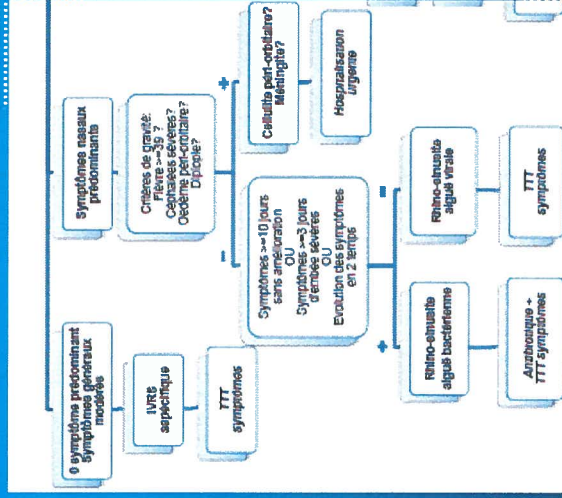 0 symptôme prédominant
Symptômes généraux
modérés
IVRS
aspécifique
TTT
symptômes
Symptômes nasaux
prédominants
Critères de gravité:
Fièvre >=39 ?
Céphalées sévères?
Oedème péri-orbitaire?
Diplopie?
-
+
Symptômes >=10 jours
sans amélioration
OU
Symptômes >=3 jours
d'emblée sévères
OU
Evolution des symptômes
en 2 temps
Cellulite péri-orbitaire?
Méningite?
Hospitalisation
urgente
+
-
Rhino-sinusite
aiguë bactérienne
Antibiotique +
TTT symptômes
Rhino-sinusite
aiguë virale
TTT
symptômes